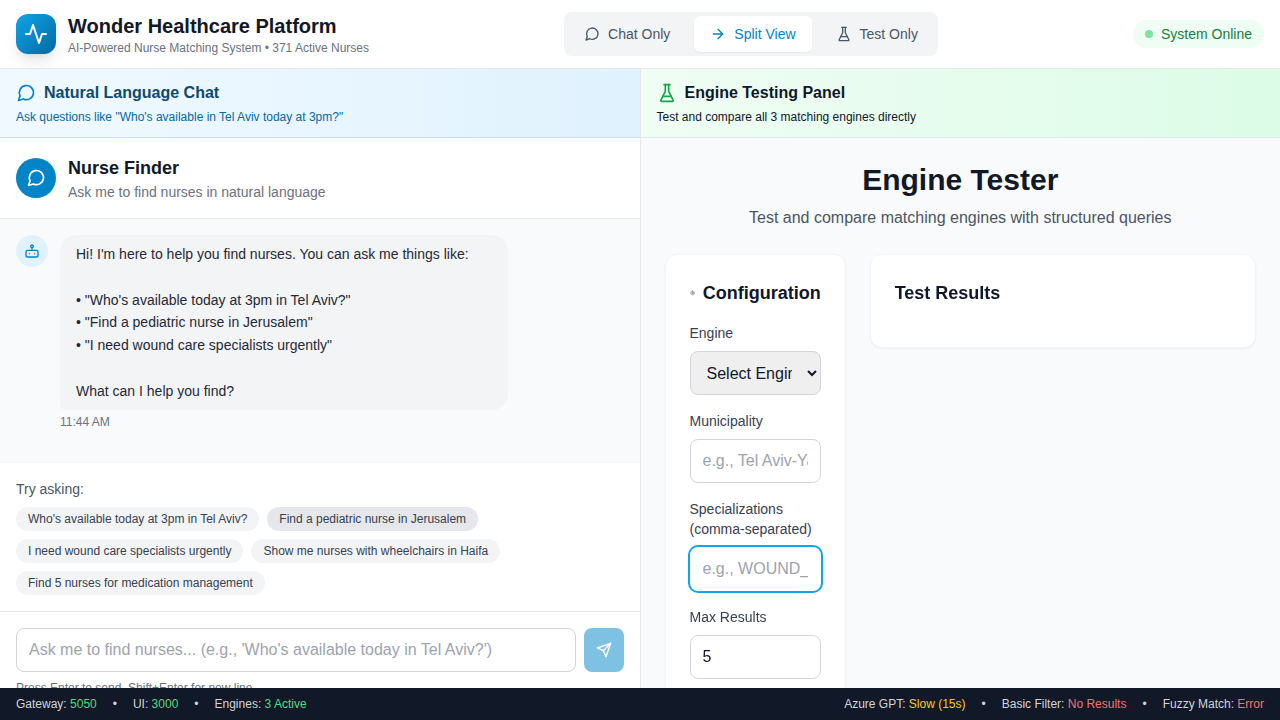 Wonder Healthcare Platform
AI-Powered Nurse Matching System • 371 Active Nurses
Chat Only
Split View
Test Only
System Online
Natural Language Chat
Ask questions like "Who's available in Tel Aviv today at 3pm?"
Engine Testing Panel
Test and compare all 3 matching engines directly
Nurse Finder
Ask me to find nurses in natural language
Hi! I'm here to help you find nurses. You can ask me things like:
• "Who's available today at 3pm in Tel Aviv?"
• "Find a pediatric nurse in Jerusalem"
• "I need wound care specialists urgently"
What can I help you find?
11:44 AM
Try asking:
Who's available today at 3pm in Tel Aviv?
Find a pediatric nurse in Jerusalem
I need wound care specialists urgently
Show me nurses with wheelchairs in Haifa
Find 5 nurses for medication management
Ask me to find nurses... (e.g., 'Who's available today in Tel Aviv?')
Press Enter to send, Shift+Enter for new line
Engine Tester
Test and compare matching engines with structured queries
Configuration
Engine
Select Engin
Municipality
e.g., Tel Aviv-Ya
Specializations
(comma-separated)
e.g., WOUND_
Max Results
5
Test Results
Gateway: 5050 • UI: 3000 • Engines: 3 Active
Azure GPT: Slow (15s) • Basic Filter: No Results • Fuzzy Match: Error